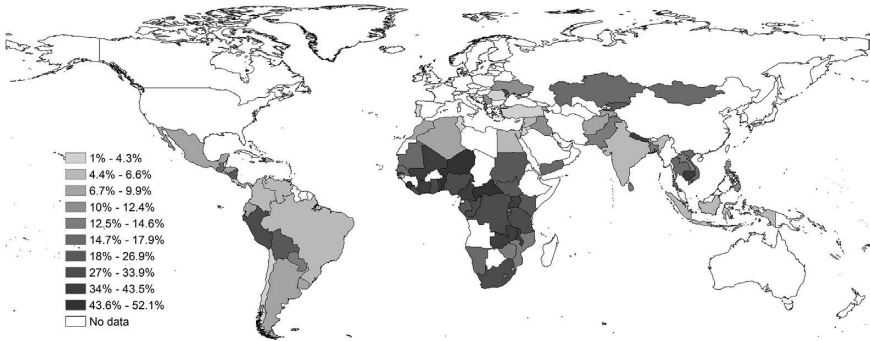 1% - 4.3%
4.4% - 6.6%
6.7% - 9.9%
10% - 12.4%
12.5% - 14.6%
14.7% - 17.9%
18% - 26.9%
27% - 33.9%
34% - 43.5%
43.6% - 52.1%
No data